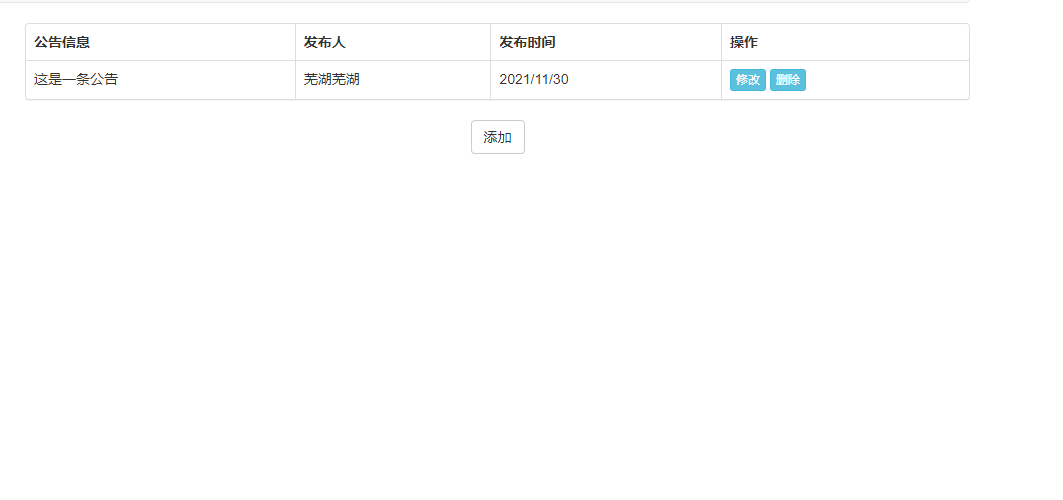 公告信息 发布人 发布时间 操作
这是一条公告 芜湖芜湖 2021/11/30 修改 删除
添加